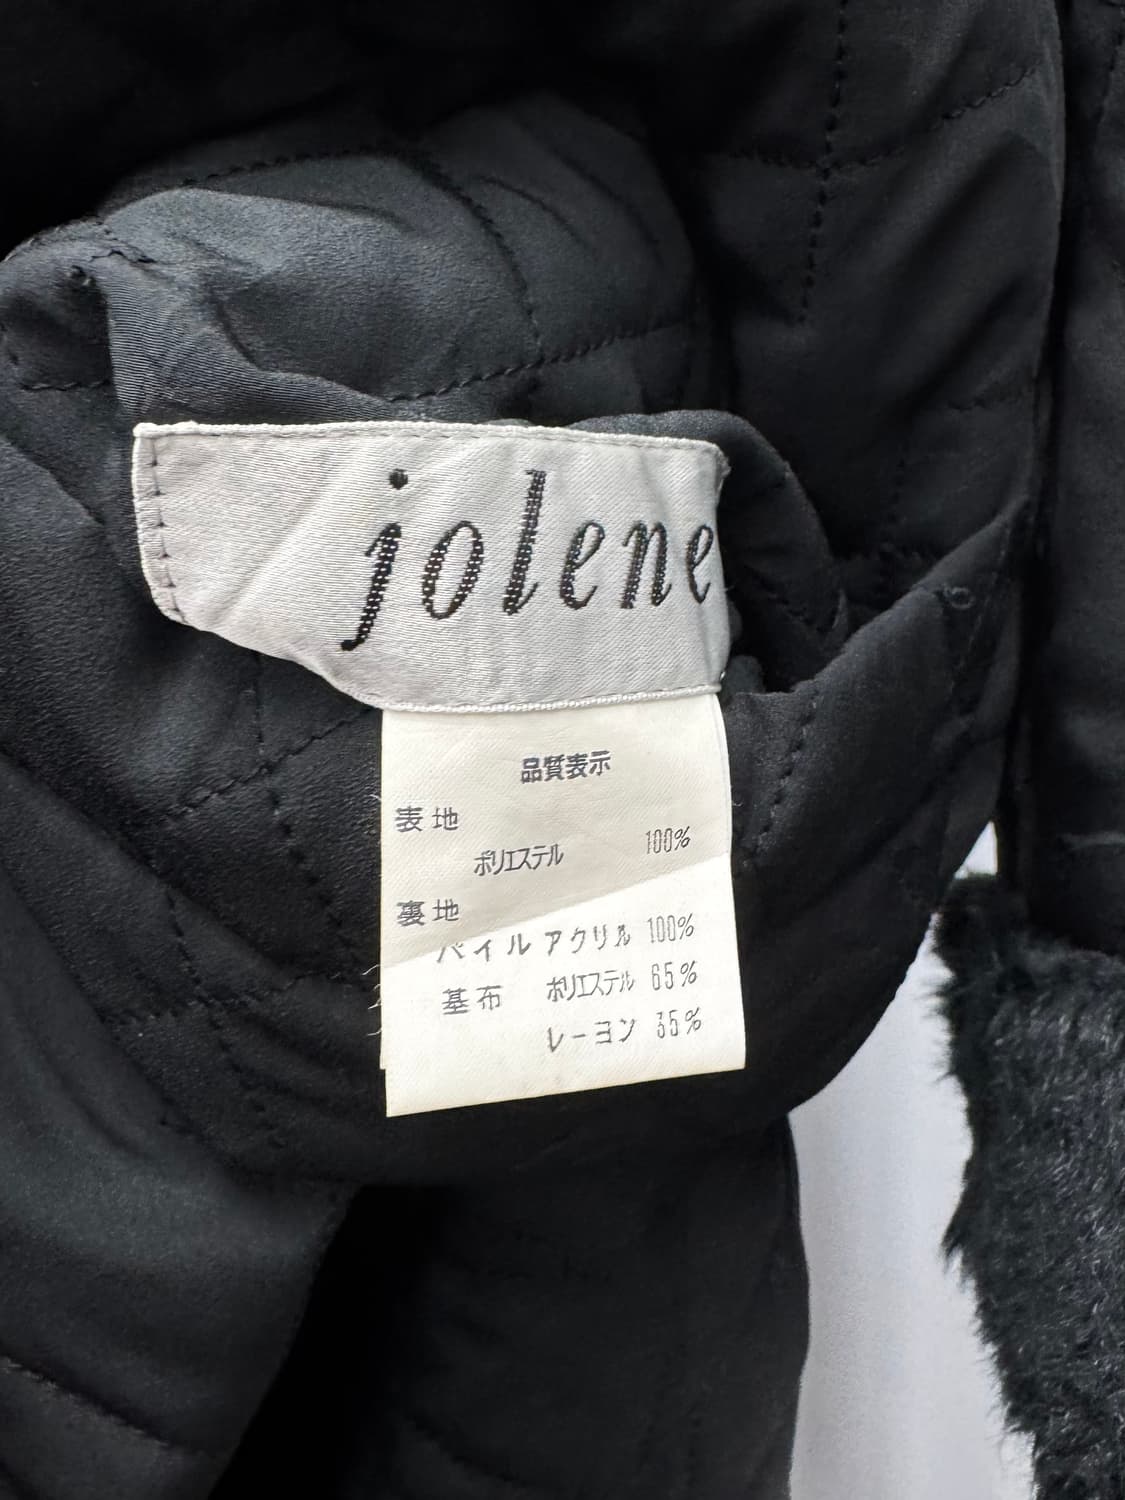 jolene
品質表示
表地
ポリエステル 100%
裏地
パイル アクリル 100%
基布 ポリエステル 65%
レーヨン 35%